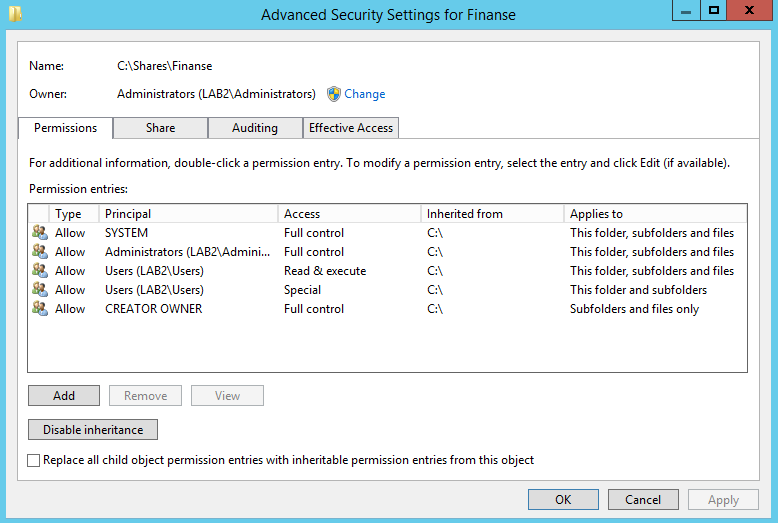 Advanced Security Settings for Finanse
Name: C:\Shares\Finanse
Owner: Administrators (LAB2\Administrators) Change
Permissions Share Auditing Effective Access
For additional information, double-click a permission entry. To modify a permission entry, select the entry and click Edit (if available).
Permission entries:
Type Principal Access Inherited from Applies to
Allow SYSTEM Full control C:\ This folder, subfolders and files
Allow Administrators (LAB2\Admini... Full control C:\ This folder, subfolders and files
Allow Users (LAB2\Users) Read & execute C:\ This folder, subfolders and files
Allow Users (LAB2\Users) Special C:\ This folder and subfolders
Allow CREATOR OWNER Full control C:\ Subfolders and files only
Add Remove View
Disable inheritance
Replace all child object permission entries with inheritable permission entries from this object
OK Cancel Apply